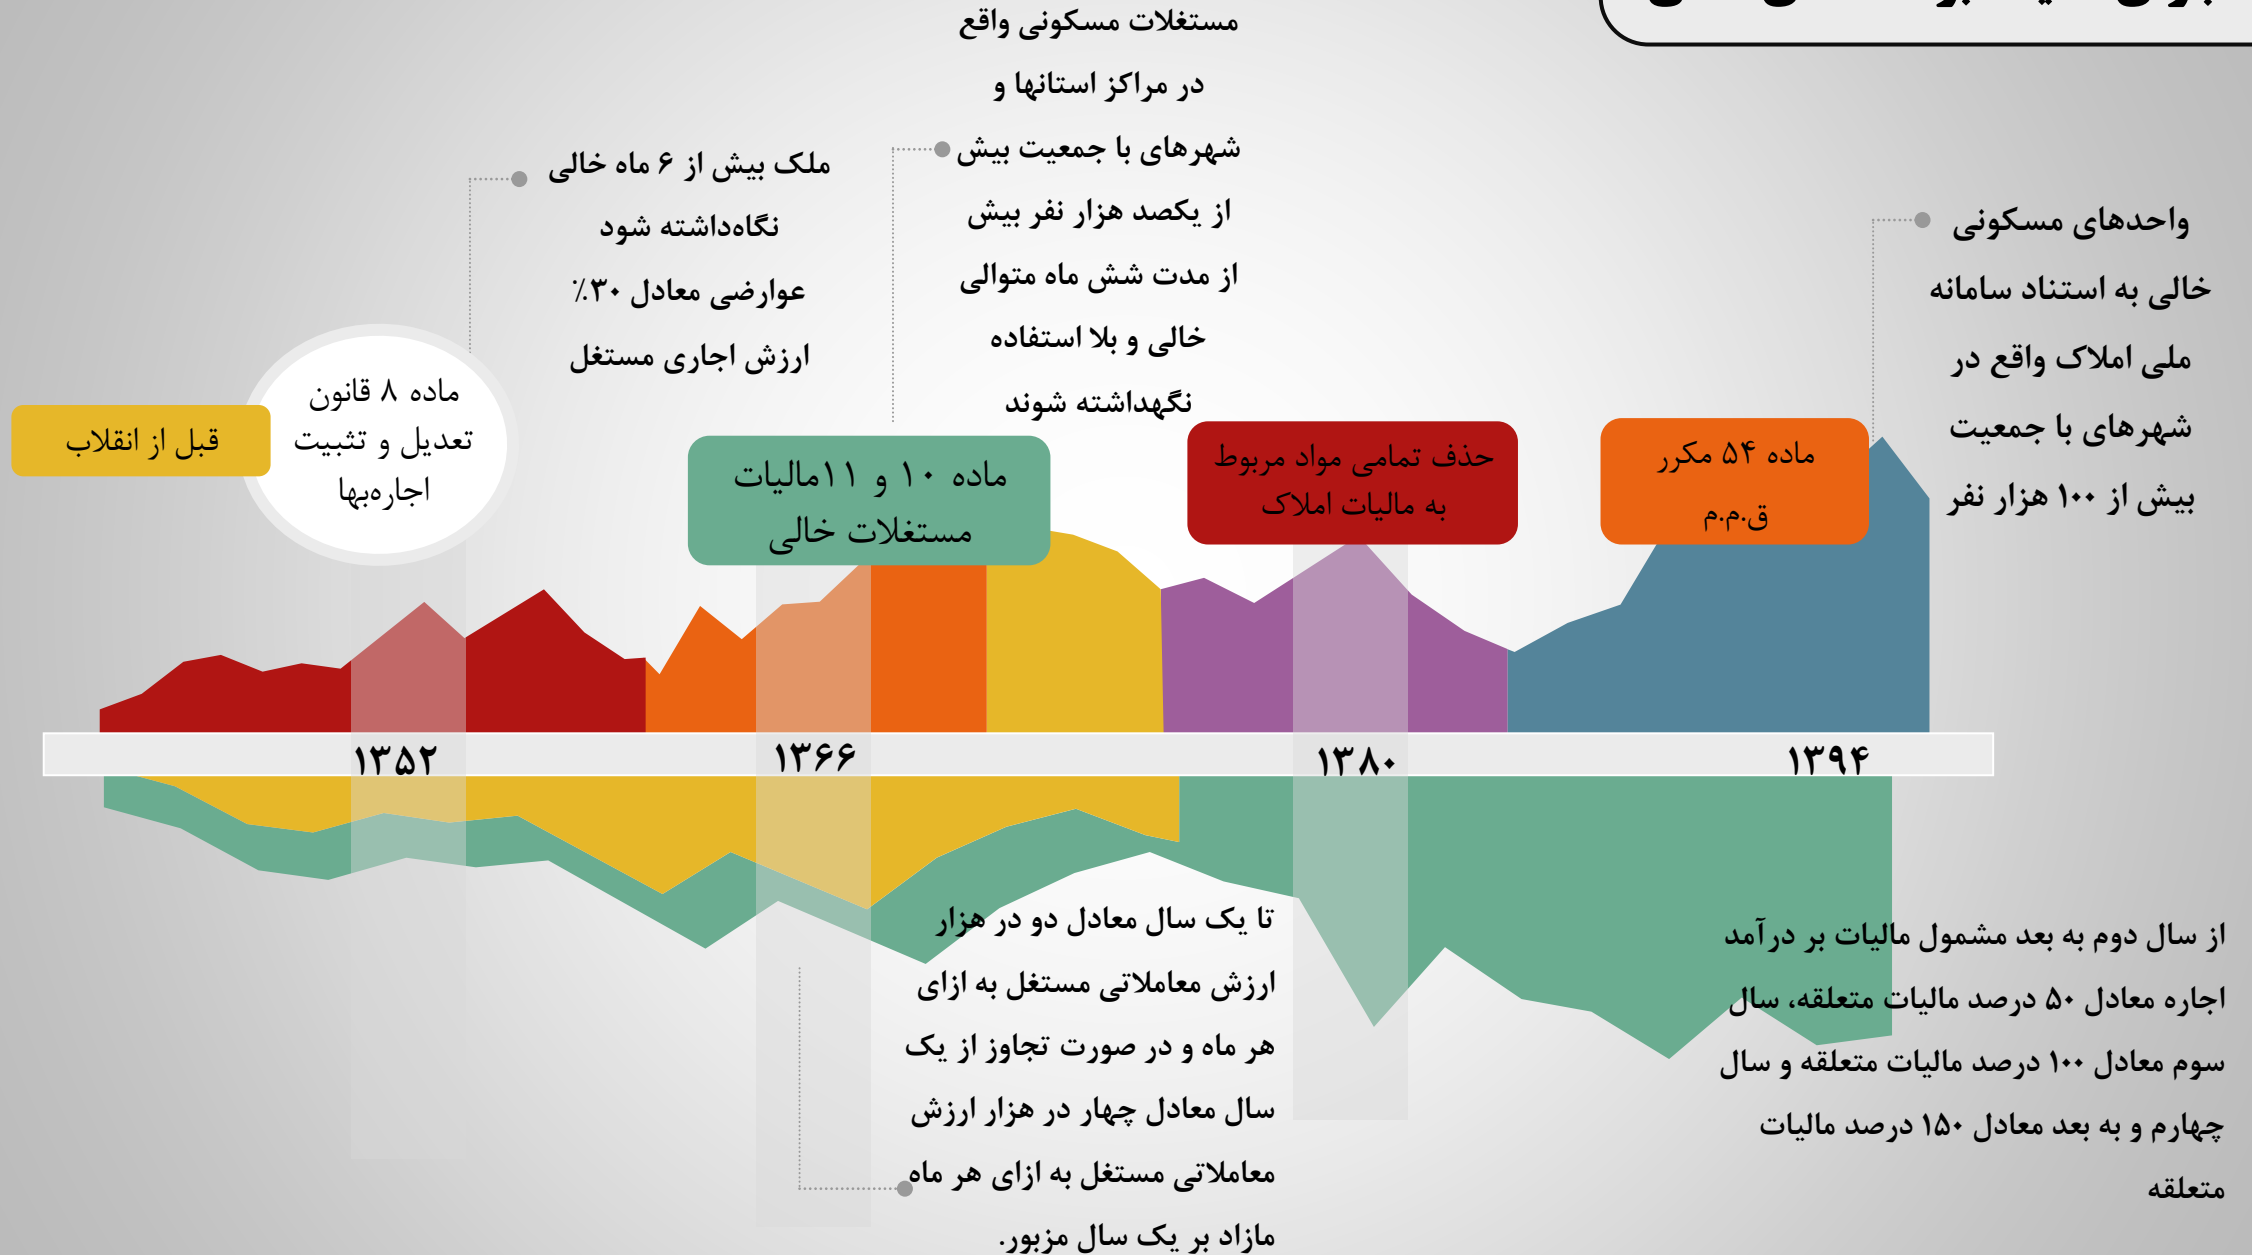 مستغلات مسکونی واقع
در مراکز استانها و
شهرهای با جمعیت بیش
از یکصد هزار نفر بیش
از مدت شش ماه متوالی
خالی و بلا استفاده
نگهداشته شوند
ملک بیش از ۶ ماه خالی
نگاه‌داشته شود
عوارضی معادل ۳۰٪
ارزش اجاری مستغل
واحدهای مسکونی
خالی به استناد سامانه
ملی املاک واقع در
شهرهای با جمعیت
بیش از ۱۰۰ هزار نفر
قبل از انقلاب
ماده ۸ قانون
تعدیل و تثبیت
اجاره‌بها
ماده ۱۰ و ۱۱مالیات
مستغلات خالی
حذف تمامی مواد مربوط
به مالیات املاک
ماده ۵۴ مکرر
ق.م.م
۱۳۵۲
۱۳۶۶
۱۳۸۰
۱۳۹۴
تا یک سال معادل دو در هزار
ارزش معاملاتی مستغل به ازای
هر ماه و در صورت تجاوز از یک
سال معادل چهار در هزار ارزش
معاملاتی مستغل به ازای هر ماه
مازاد بر یک سال مزبور.
از سال دوم به بعد مشمول مالیات بر درآمد
اجاره معادل ۵۰ درصد مالیات متعلقه، سال
سوم معادل ۱۰۰ درصد مالیات متعلقه و سال
چهارم و به بعد معادل ۱۵۰ درصد مالیات
متعلقه